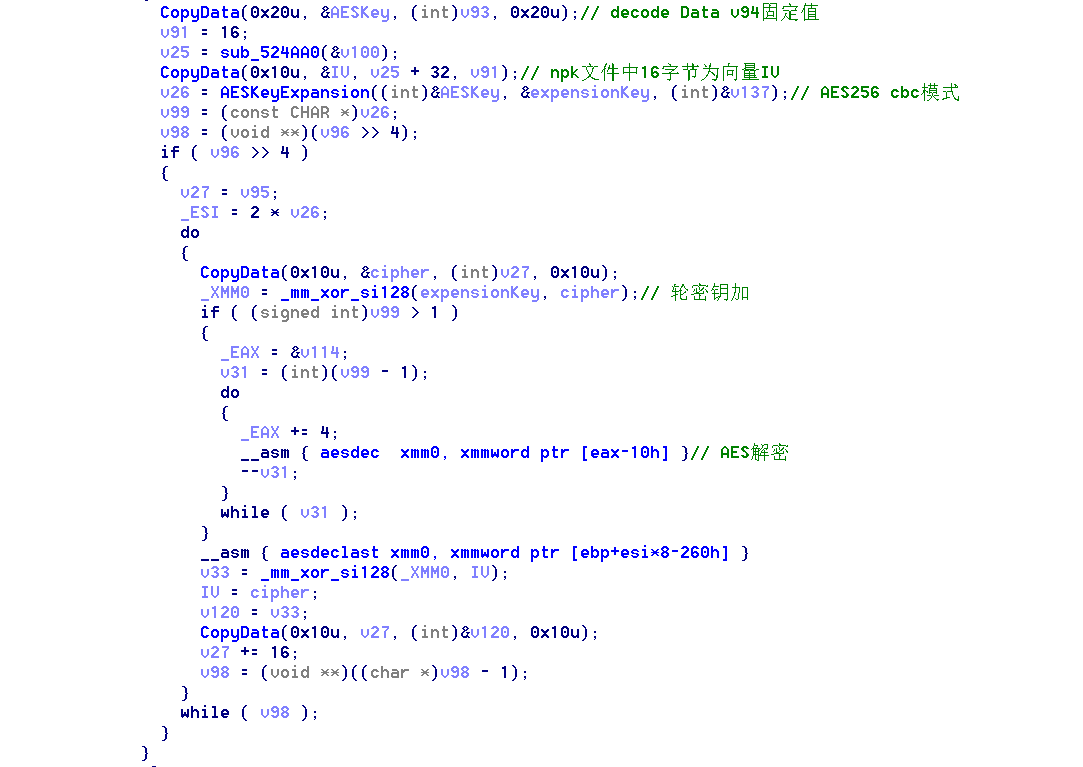 CopyData(0x20u, &AESKey, (int)v93, 0x20u);// decode Data v94固定值
v91 = 16;
v25 = sub_524AA0(&v100);
CopyData(0x10u, &IV, v25 + 32, v91);// npk文件中16字节为向量IV
v26 = AESKeyExpansion((int)&AESKey, &expensionKey, (int)&v137);// AES256 cbc模式
v99 = (const CHAR *)v26;
v98 = (void **)(v96 >> 4);
if ( v96 >> 4 )
{
v27 = v95;
_ESI = 2 * v26;
do
{
CopyData(0x10u, &cipher, (int)v27, 0x10u);
_XMM0 = _mm_xor_si128(expensionKey, cipher);// 轮密钥加
if ( (signed int)v99 > 1 )
{
_EAX = &v114;
v31 = (int)(v99 - 1);
do
{
_EAX += 4;
__asm { aesdec  xmm0, xmmword ptr [eax-10h] }// AES解密
--v31;
}
while ( v31 );
}
__asm { aesdeclast xmm0, xmmword ptr [ebp+esi*8-260h] }
v33 = _mm_xor_si128(_XMM0, IV);
IV = cipher;
v120 = v33;
CopyData(0x10u, v27, (int)&v120, 0x10u);
v27 += 16;
v98 = (void **)((char *)v98 - 1);
}
while ( v98 );
}
}